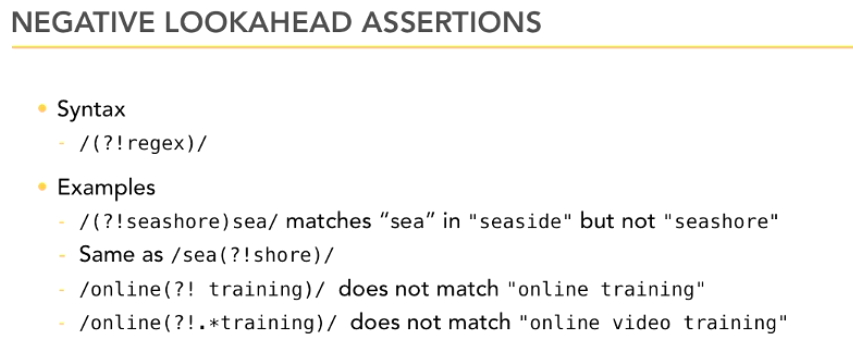 NEGATIVE LOOKAHEAD ASSERTIONS
• Syntax
- /(?!regex)/
• Examples
- /(?!seashore)sea/ matches “sea” in "seaside" but not "seashore"
- Same as /sea(?!shore)/
- /online(?! training)/ does not match "online training"
- /online(?!.*training)/ does not match "online video training"